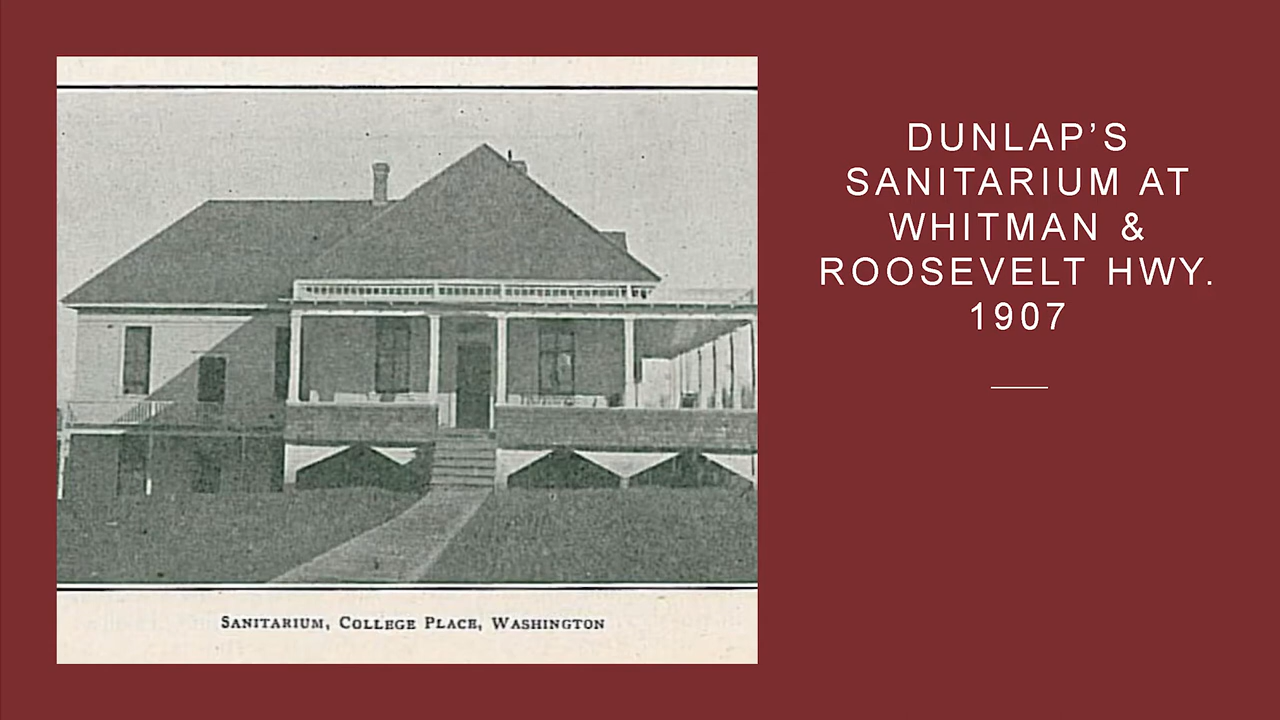 DUNLAP’S
SANITARIUM AT
WHITMAN &
ROOSEVELT HWY.
1907
SANITARIUM, COLLEGE PLACE, WASHINGTON